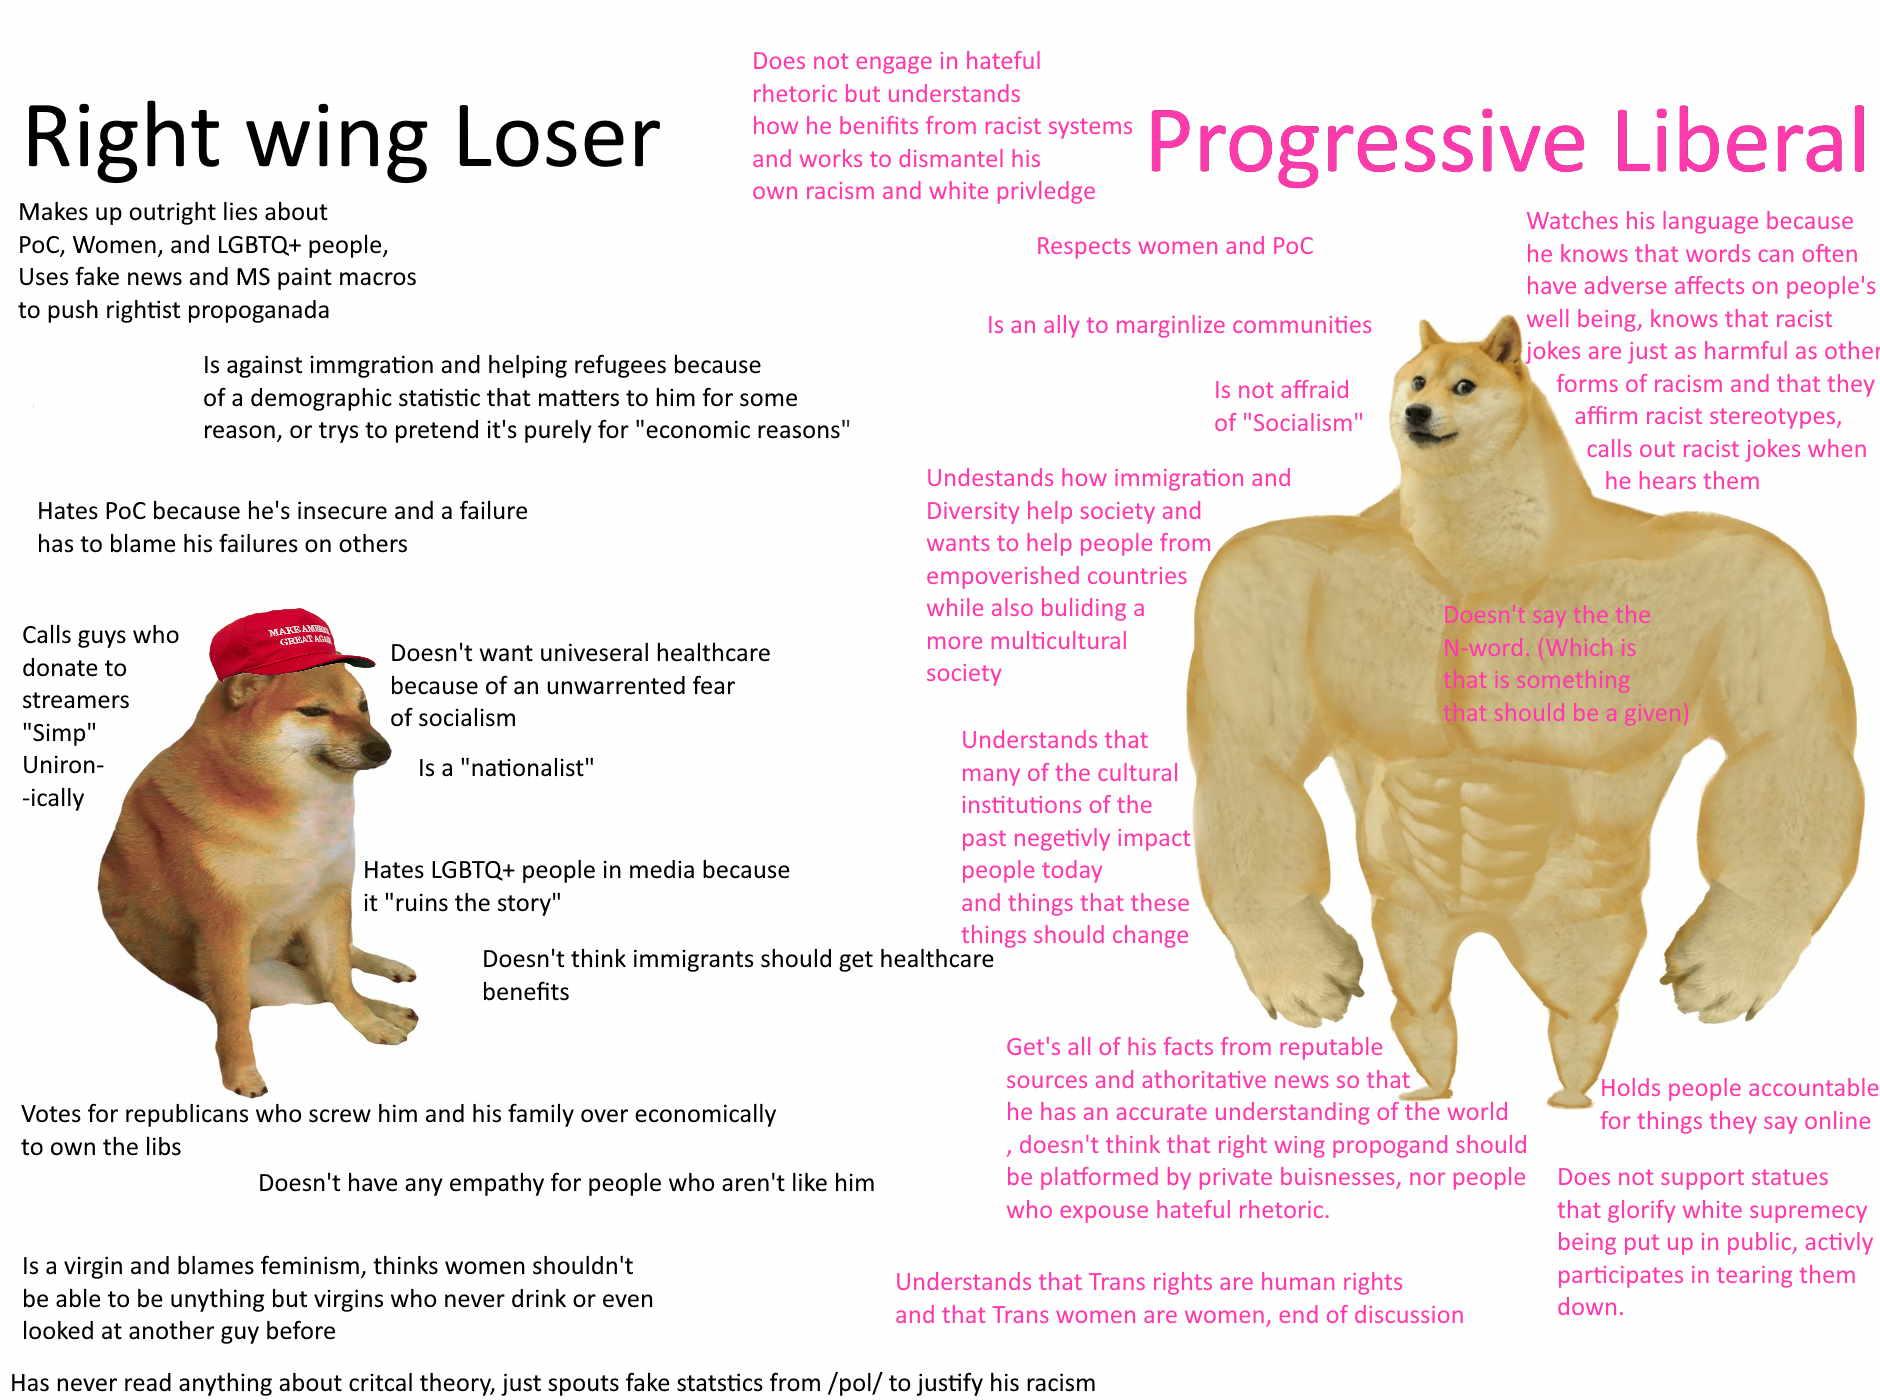 Right wing Loser
Makes up outright lies about
PoC, Women, and LGBTQ+ people,
Uses fake news and MS paint macros
to push rightist propoganada
Is against immgration and helping refugees because
of a demographic statistic that matters to him for some
reason, or trys to pretend it's purely for "economic reasons"
Hates PoC because he's insecure and a failure
has to blame his failures on others
Calls guys who
donate to
streamers
"Simp"
Uniron-
-ically
MAKE AMERICA
GREAT AGAIN
Doesn't want univeseral healthcare
because of an unwarrented fear
of socialism
Is a "nationalist"
Hates LGBTQ+ people in media because
it "ruins the story"
Doesn't think immigrants should get healthcare
benefits
Votes for republicans who screw him and his family over economically
to own the libs
Doesn't have any empathy for people who aren't like him
Is a virgin and blames feminism, thinks women shouldn't
be able to be unything but virgins who never drink or even
looked at another guy before
Has never read anything about critcal theory, just spouts fake statstics from /pol/ to justify his racism
Does not engage in hateful
rhetoric but understands
how he benifits from racist systems
and works to dismantel his
own racism and white privledge
Progressive Liberal
Respects women and PoC
Is an ally to marginlize communities
Is not affraid
of "Socialism"
Watches his language because
he knows that words can often
have adverse affects on people's
well being, knows that racist
jokes are just as harmful as other
forms of racism and that they
affirm racist stereotypes,
calls out racist jokes when
he hears them
Undestands how immigration and
Diversity help society and
wants to help people from
empoverished countries
while also buliding a
more multicultural
society
Doesn't say the the
N-word. (Which is
that is something
that should be a given)
Understands that
many of the cultural
institutions of the
past negetivly impact
people today
and things that these
things should change
Get's all of his facts from reputable
sources and athoritative news so that
he has an accurate understanding of the world
, doesn't think that right wing propogand should
be platformed by private buisnesses, nor people
who expouse hateful rhetoric.
Holds people accountable
for things they say online
Does not support statues
that glorify white supremecy
being put up in public, activly
participates in tearing them
down.
Understands that Trans rights are human rights
and that Trans women are women, end of discussion